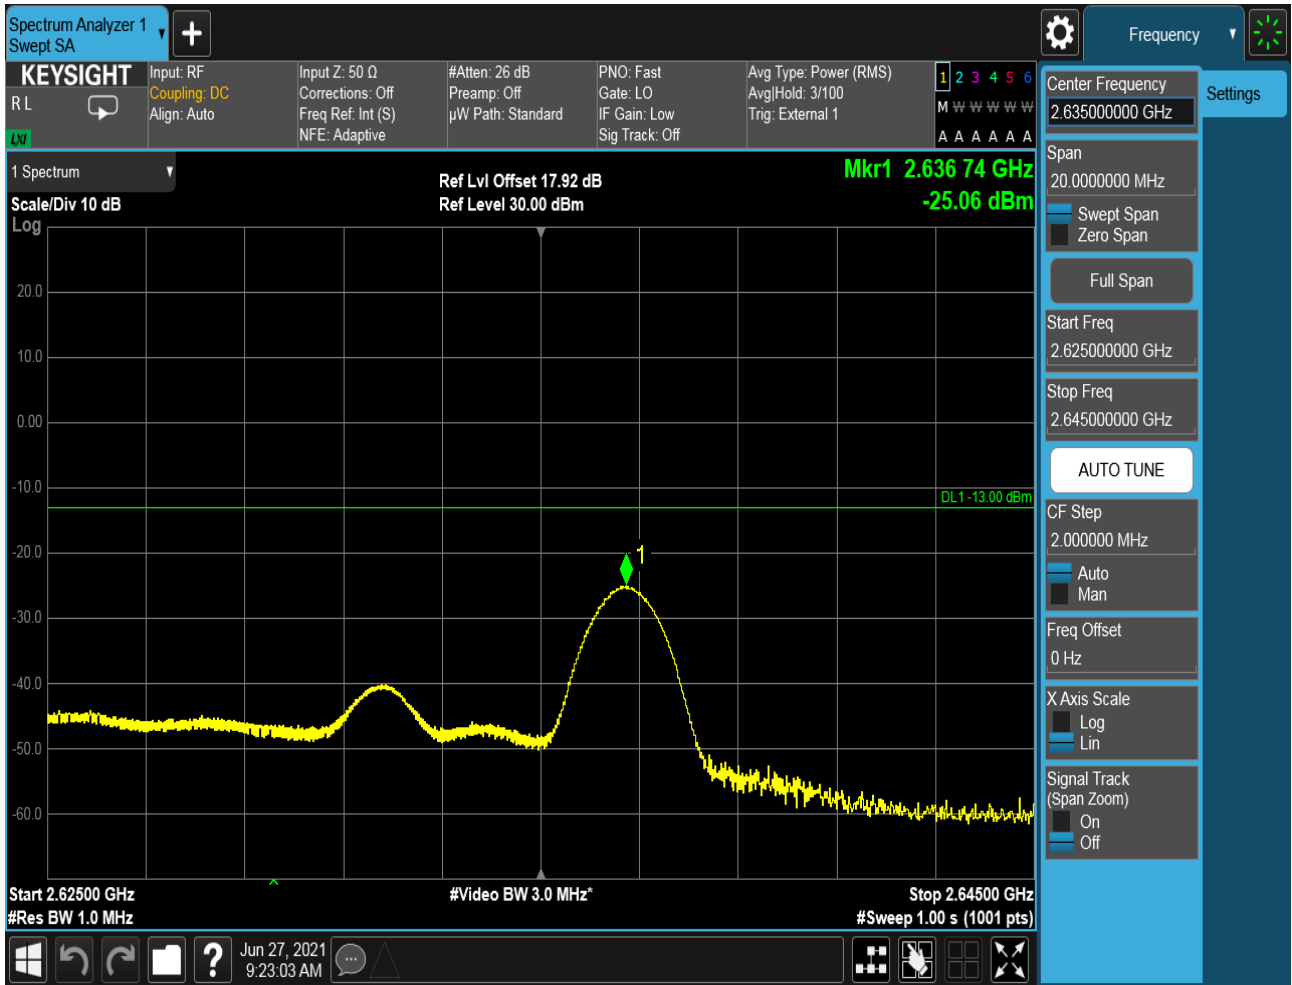 Spectrum Analyzer 1
Swept SA
Frequency
KEYSIGHT
R L
LXI
Input: RF
Coupling: DC
Align: Auto
Input Z: 50 Ω
Corrections: Off
Freq Ref: Int (S)
NFE: Adaptive
#Atten: 26 dB
Preamp: Off
µW Path: Standard
PNO: Fast
Gate: LO
IF Gain: Low
Sig Track: Off
Avg Type: Power (RMS)
Avg|Hold: 3/100
Trig: External 1
1 2 3 4 5 6
M W W W W W
A A A A A A
1 Spectrum
Scale/Div 10 dB
Log
Ref Lvl Offset 17.92 dB
Ref Level 30.00 dBm
Mkr1 2.636 74 GHz
-25.06 dBm
20.0
10.0
0.00
-10.0
-20.0
-30.0
-40.0
-50.0
-60.0
DL1 -13.00 dBm
1
Start 2.62500 GHz
#Res BW 1.0 MHz
#Video BW 3.0 MHz*
Stop 2.64500 GHz
#Sweep 1.00 s (1001 pts)
Jun 27, 2021
9:23:03 AM
Center Frequency
2.635000000 GHz
Settings
Span
20.0000000 MHz
Swept Span
Zero Span
Full Span
Start Freq
2.625000000 GHz
Stop Freq
2.645000000 GHz
AUTO TUNE
CF Step
2.000000 MHz
Auto
Man
Freq Offset
0 Hz
X Axis Scale
Log
Lin
Signal Track
(Span Zoom)
On
Off